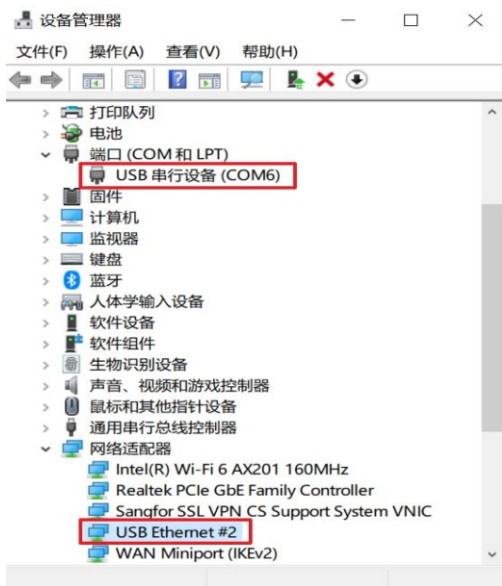 设备管理器
文件(F) 操作(A) 查看(V) 帮助(H)
打印队列
电池
端口 (COM 和 LPT)
USB 串行设备 (COM6)
固件
计算机
监视器
键盘
蓝牙
人体学输入设备
软件设备
软件组件
生物识别设备
声音、视频和游戏控制器
鼠标和其他指针设备
通用串行总线控制器
网络适配器
Intel(R) Wi-Fi 6 AX201 160MHz
Realtek PCIe GbE Family Controller
Sangfor SSL VPN CS Support System VNIC
USB Ethernet #2
WAN Miniport (IKEv2)